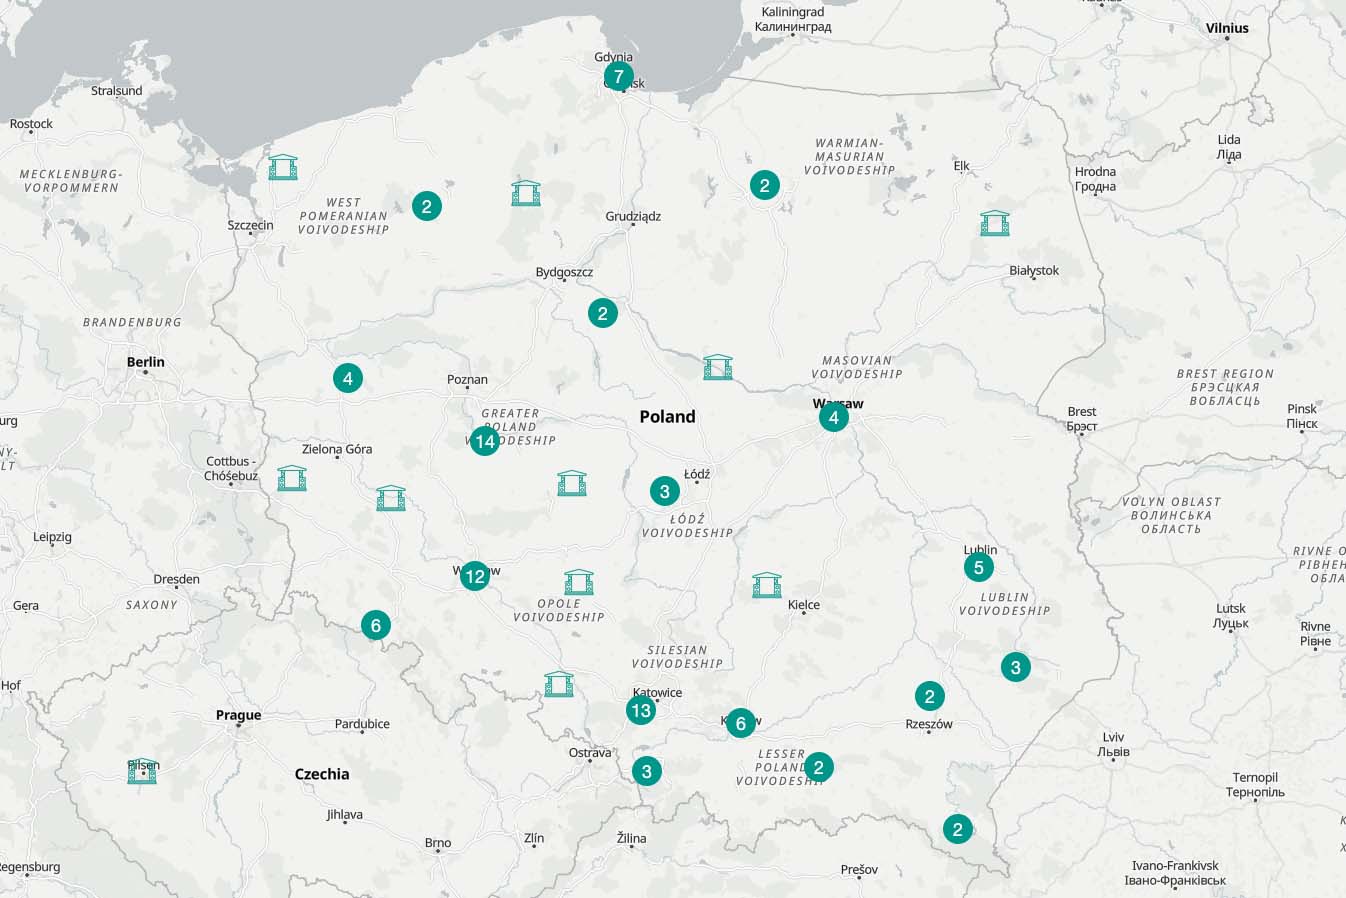 Kaliningrad
Калининград
Vilnius
Gdynia
7
Stralsund
Rostock
MECKLENBURG-
VORPOMMERN
WARMIAN-
MASURIAN
VOIVODESHIP
Lida
Ліда
Elk
Hrodna
Гродна
2
WEST
POMERANIAN
VOIVODESHIP
2
Szczecin
Grudziądz
Bydgoszcz
Białystok
BRANDENBURG
2
Berlin
MASOVIAN
VOIVODESHIP
BREST REGION
БРЭСЦКАЯ
ВОБЛАСЦЬ
4
Poznan
Warsaw
4
Poland
GREATER
POLAND
VOIVODESHIP
14
Brest
Брэст
Pinsk
Пінск
Zielona Góra
Cottbus -
Chóśebuz
Łódź
3
ŁÓDŹ
VOIVODESHIP
VOLYN OBLAST
ВОЛИНСЬКА
ОБЛАСТЬ
Leipzig
Dresden
SAXONY
Gera
12
Lublin
5
LUBLIN
VOIVODESHIP
OPOLE
VOIVODESHIP
Kielce
Lutsk
Луцьк
Rivne
Рівне
6
SILESIAN
VOIVODESHIP
3
Hof
Katowice
13
2
Prague
Pardubice
6
Rzeszów
Lviv
Львів
Pilsen
Czechia
Ostrava
3
LESSER
POLAND
VOIVODESHIP
2
Ternopil
Тернопіль
Jihlava
Brno
Zlín
Žilina
2
Prešov
Regensburg
Ivano-Frankivsk
Івано-Франківськ